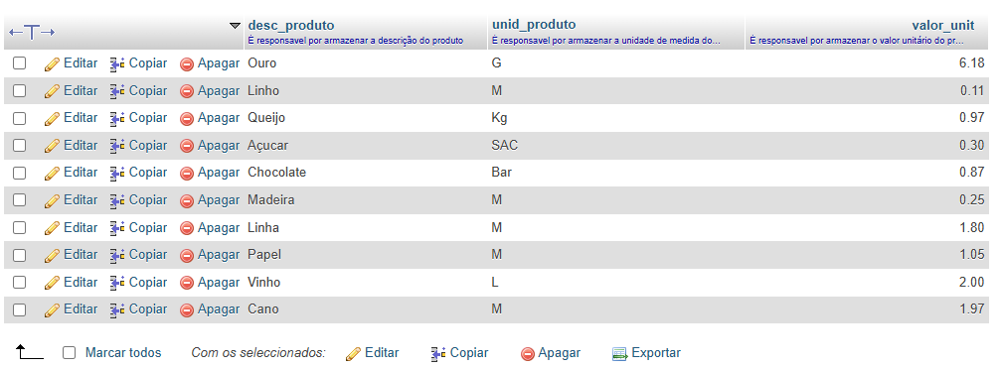 desc_produto unid_produto valor_unit
É responsavel por armazenar a descrição do produto É responsavel por armazenar a unidade de medida do... É responsavel por armazenar o valor unitário do pr...
Editar Copiar Apagar Ouro G 6.18
Editar Copiar Apagar Linho M 0.11
Editar Copiar Apagar Queijo Kg 0.97
Editar Copiar Apagar Açucar SAC 0.30
Editar Copiar Apagar Chocolate Bar 0.87
Editar Copiar Apagar Madeira M 0.25
Editar Copiar Apagar Linha M 1.80
Editar Copiar Apagar Papel M 1.05
Editar Copiar Apagar Vinho L 2.00
Editar Copiar Apagar Cano M 1.97
Marcar todos Com os seleccionados: Editar Copiar Apagar Exportar